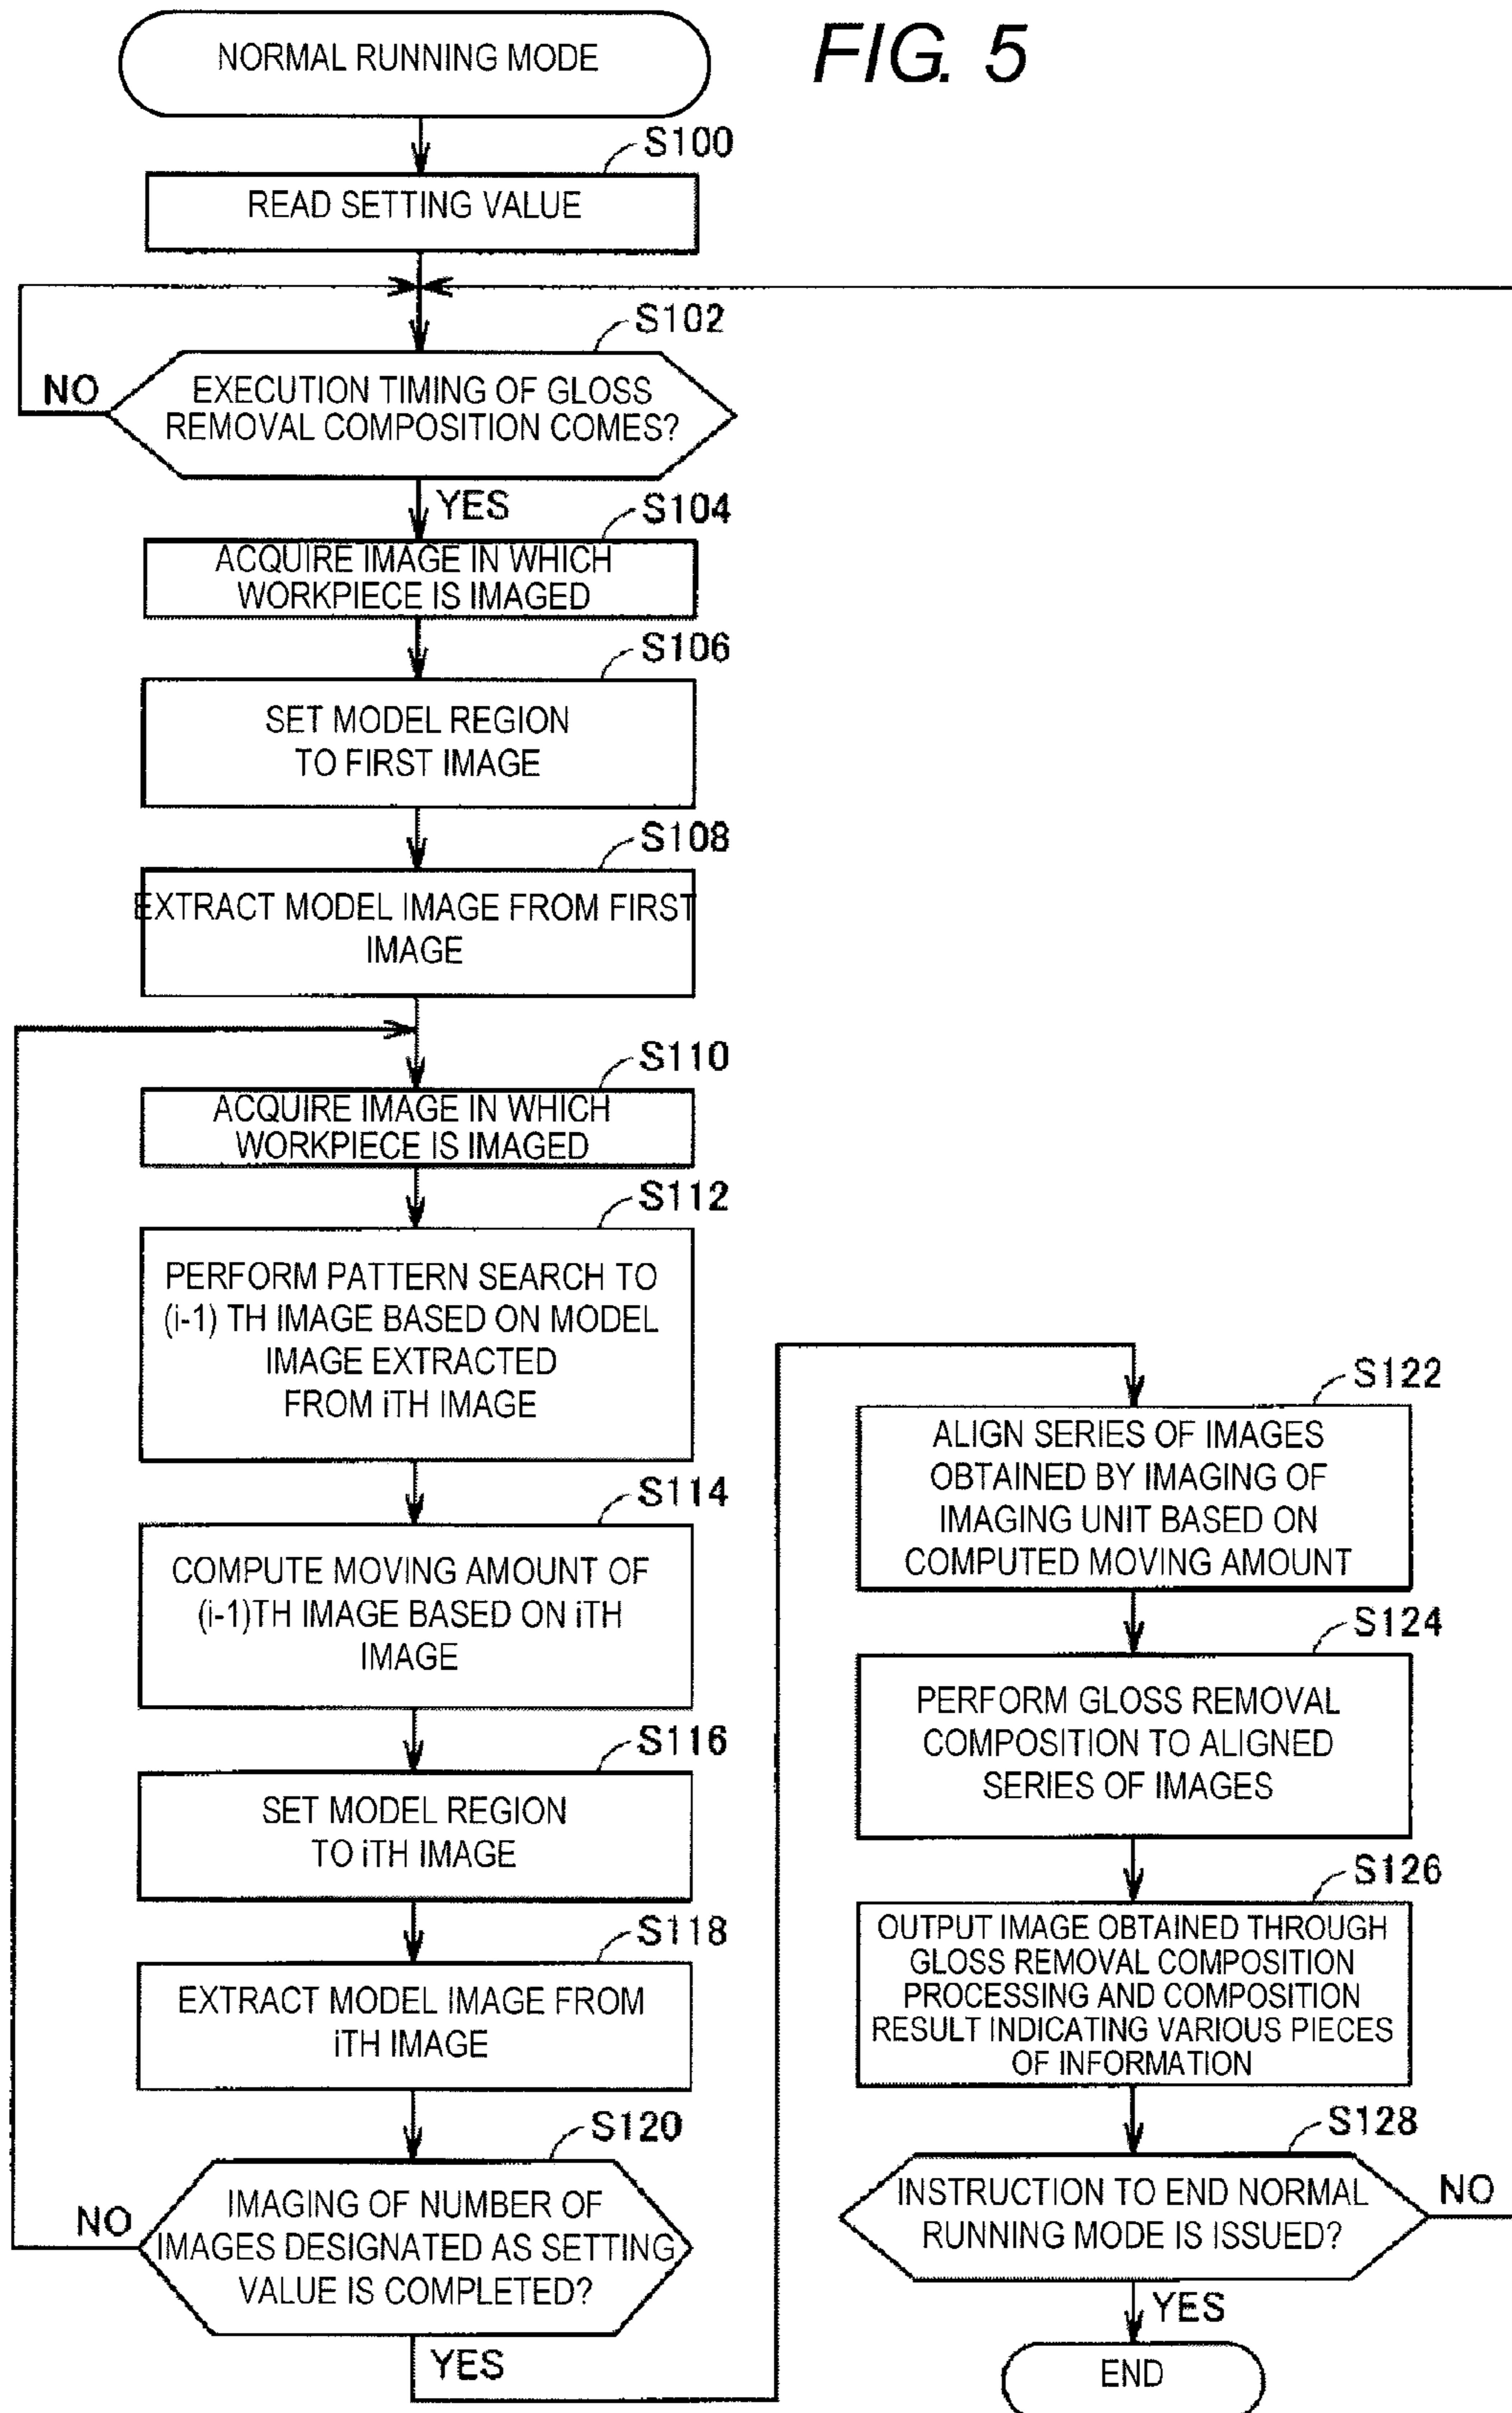 FIG. 5
NORMAL RUNNING MODE
S100
READ SETTING VALUE
S102
EXECUTION TIMING OF GLOSS
REMOVAL COMPOSITION COMES?
NO
YES
S104
ACQUIRE IMAGE IN WHICH
WORKPIECE IS IMAGED
S106
SET MODEL REGION
TO FIRST IMAGE
S108
EXTRACT MODEL IMAGE FROM FIRST
IMAGE
S110
ACQUIRE IMAGE IN WHICH
WORKPIECE IS IMAGED
S112
PERFORM PATTERN SEARCH TO
(i-1) TH IMAGE BASED ON MODEL
IMAGE EXTRACTED
FROM iTH IMAGE
S114
COMPUTE MOVING AMOUNT OF
(i-1)TH IMAGE BASED ON iTH
IMAGE
S116
SET MODEL REGION
TO iTH IMAGE
S118
EXTRACT MODEL IMAGE FROM
iTH IMAGE
S120
IMAGING OF NUMBER OF
IMAGES DESIGNATED AS SETTING
VALUE IS COMPLETED?
NO
YES
S122
ALIGN SERIES OF IMAGES
OBTAINED BY IMAGING OF
IMAGING UNIT BASED ON
COMPUTED MOVING AMOUNT
S124
PERFORM GLOSS REMOVAL
COMPOSITION TO ALIGNED
SERIES OF IMAGES
S126
OUTPUT IMAGE OBTAINED THROUGH
GLOSS REMOVAL COMPOSITION
PROCESSING AND COMPOSITION
RESULT INDICATING VARIOUS PIECES
OF INFORMATION
S128
INSTRUCTION TO END NORMAL
RUNNING MODE IS ISSUED?
NO
YES
END